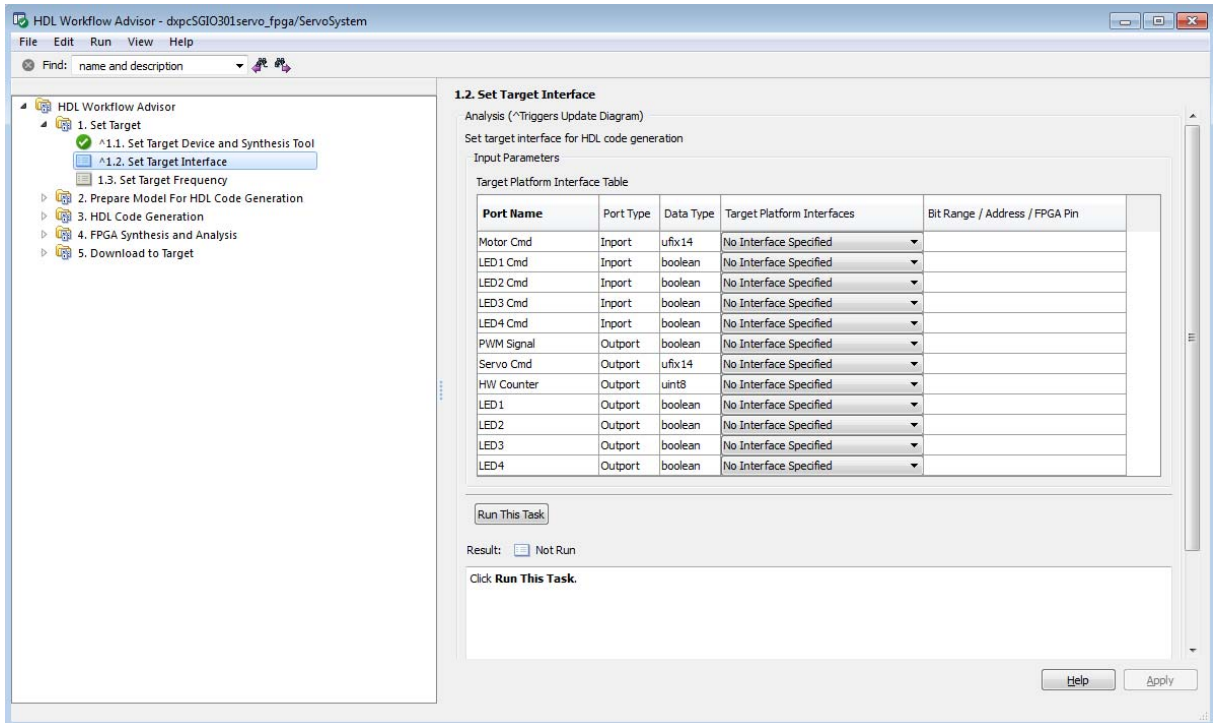 HDL Workflow Advisor - dxpcSGIO301servo_fpga/ServoSystem
File Edit Run View Help
Find: name and description
HDL Workflow Advisor
1. Set Target
^1.1. Set Target Device and Synthesis Tool
^1.2. Set Target Interface
1.3. Set Target Frequency
2. Prepare Model For HDL Code Generation
3. HDL Code Generation
4. FPGA Synthesis and Analysis
5. Download to Target
1.2. Set Target Interface
Analysis (^Triggers Update Diagram)
Set target interface for HDL code generation
Input Parameters
Target Platform Interface Table
Port Name Port Type Data Type Target Platform Interfaces Bit Range / Address / FPGA Pin
Motor Cmd Inport ufix14 No Interface Specified
LED1 Cmd Inport boolean No Interface Specified
LED2 Cmd Inport boolean No Interface Specified
LED3 Cmd Inport boolean No Interface Specified
LED4 Cmd Inport boolean No Interface Specified
PWM Signal Outport boolean No Interface Specified
Servo Cmd Outport ufix14 No Interface Specified
HW Counter Outport uint8 No Interface Specified
LED1 Outport boolean No Interface Specified
LED2 Outport boolean No Interface Specified
LED3 Outport boolean No Interface Specified
LED4 Outport boolean No Interface Specified
Run This Task
Result: Not Run
Click Run This Task.
Help Apply